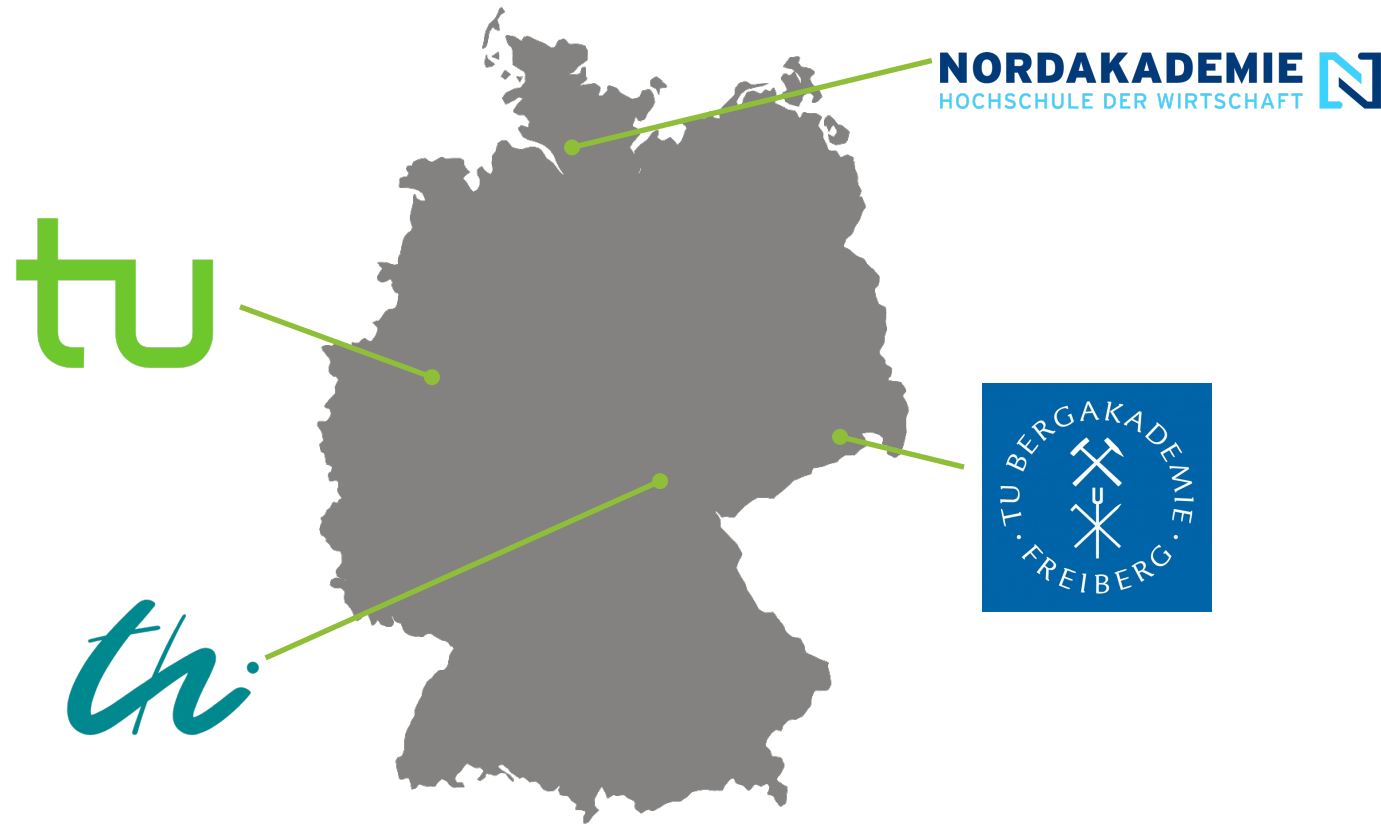 NORDAKADEMIE
HOCHSCHULE DER WIRTSCHAFT
N
tu
· TU BERGAKADEMIE ·
FREIBERG
th